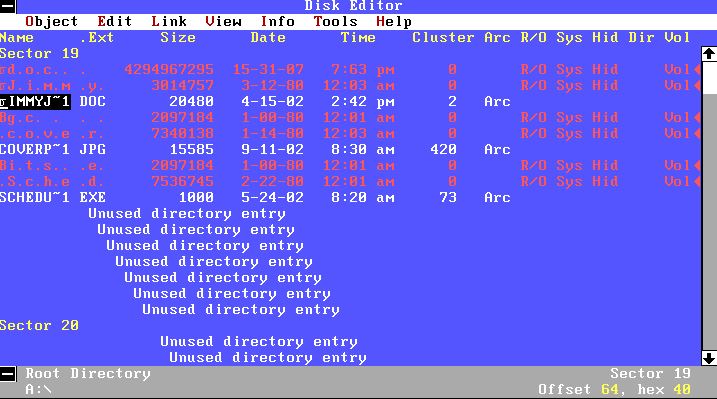 Disk Editor
Object Edit Link View Info Tools Help
Name .Ext Size Date Time Cluster Arc R/O Sys Hid Dir Vol
Sector 19
σd.o.c.. . 4294967295 15-31-07 7:63 pm 0 R/O Sys Hid Vol
σJ.i.m.m .y. 3014757 3-12-80 12:03 am 0 R/O Sys Hid Vol
σIMMYJ~1 DOC 20480 4-15-02 2:42 pm 2 Arc
Bg.c.. . . 2097184 1-00-80 12:01 am 0 R/O Sys Hid Vol
.c.o.v.e .r. 7340138 1-14-80 12:03 am 0 R/O Sys Hid Vol
COVERP~1 JPG 15585 9-11-02 8:30 am 420 Arc
Bi.t.s.. .e. 2097184 1-00-80 12:01 am 0 R/O Sys Hid Vol
.S.c.h.e .d. 7536745 2-22-80 12:01 am 0 R/O Sys Hid Vol
SCHEDU~1 EXE 1000 5-24-02 8:20 am 73 Arc
Unused directory entry
Unused directory entry
Unused directory entry
Unused directory entry
Unused directory entry
Unused directory entry
Unused directory entry
Sector 20
Unused directory entry
Unused directory entry
Root Directory Sector 19
A:\ Offset 64, hex 40